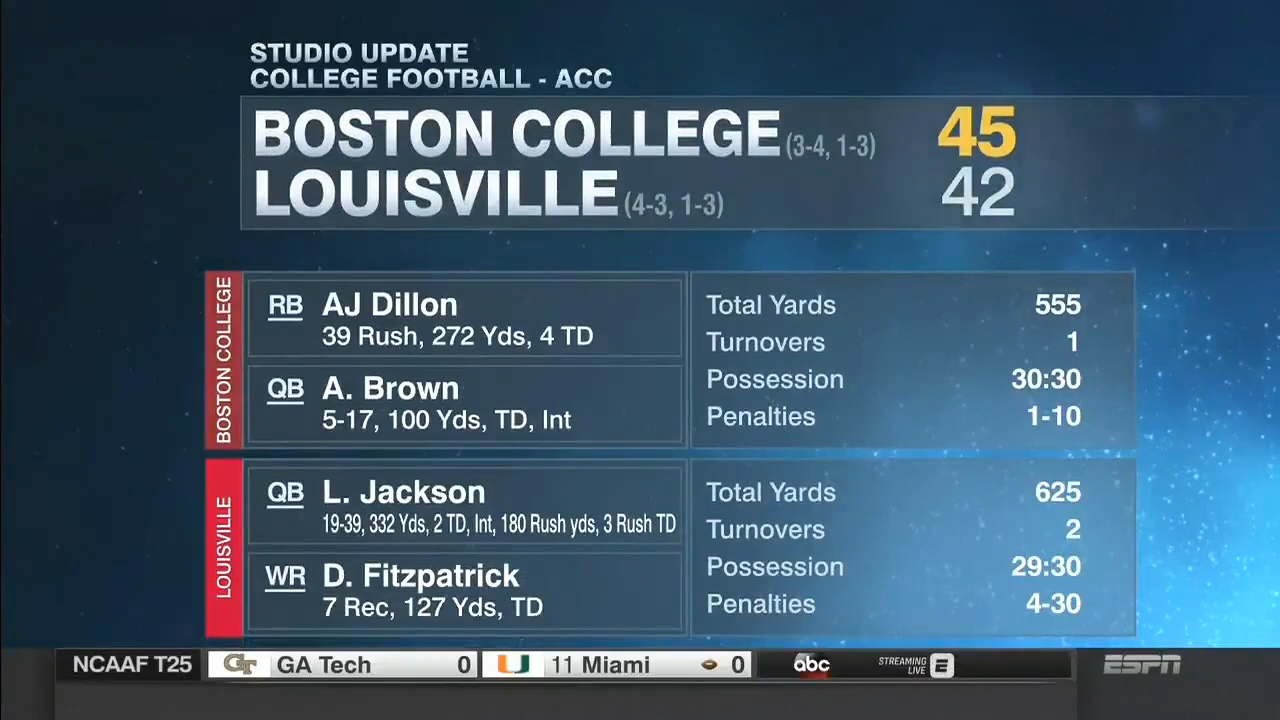 STUDIO UPDATE
COLLEGE FOOTBALL - ACC
BOSTON COLLEGE (3-4, 1-3) 45
LOUISVILLE (4-3, 1-3) 42
BOSTON COLLEGE
RB AJ Dillon
39 Rush, 272 Yds, 4 TD
QB A. Brown
5-17, 100 Yds, TD, Int
Total Yards 555
Turnovers 1
Possession 30:30
Penalties 1-10
LOUISVILLE
QB L. Jackson
19-39, 332 Yds, 2 TD, Int, 180 Rush yds, 3 Rush TD
WR D. Fitzpatrick
7 Rec, 127 Yds, TD
Total Yards 625
Turnovers 2
Possession 29:30
Penalties 4-30
NCAAF T25 GT GA Tech 0 U 11 Miami 0 abc STREAMING LIVE E ESPN